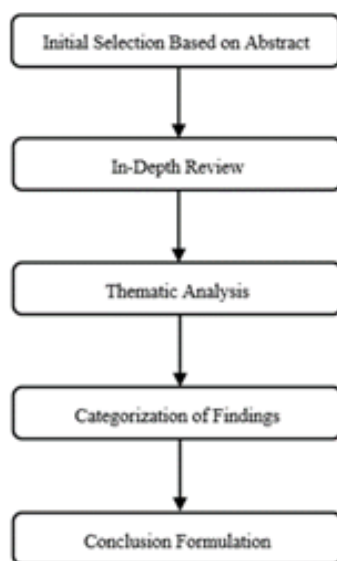 Initial Selection Based on Abstract
In-Depth Review
Thematic Analysis
Categorization of Findings
Conclusion Formulation